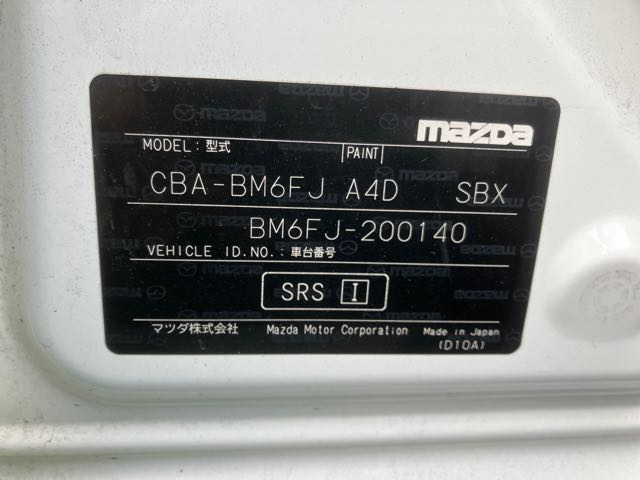 mazda
MODEL: 型式 PAINT
CBA-BM6FJ A4D SBX
BM6FJ-200140
VEHICLE ID.NO.: 車台番号
SRS I
マツダ株式会社 Mazda Motor Corporation Made in Japan
(D10A)